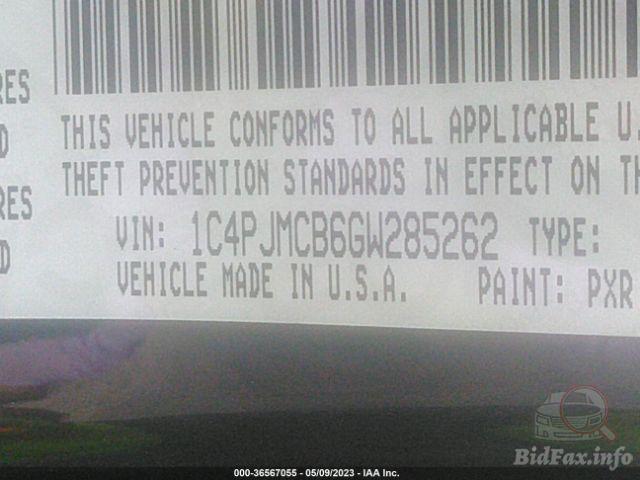 RES
THIS VEHICLE CONFORMS TO ALL APPLICABLE U.
D
THEFT PREVENTION STANDARDS IN EFFECT ON TH
RES
VIN: 1C4PJMCB6GW285262 TYPE:
D
VEHICLE MADE IN U.S.A. PAINT: PXR
000-36567055 - 05/09/2023 - IAA Inc.
BidFax.info